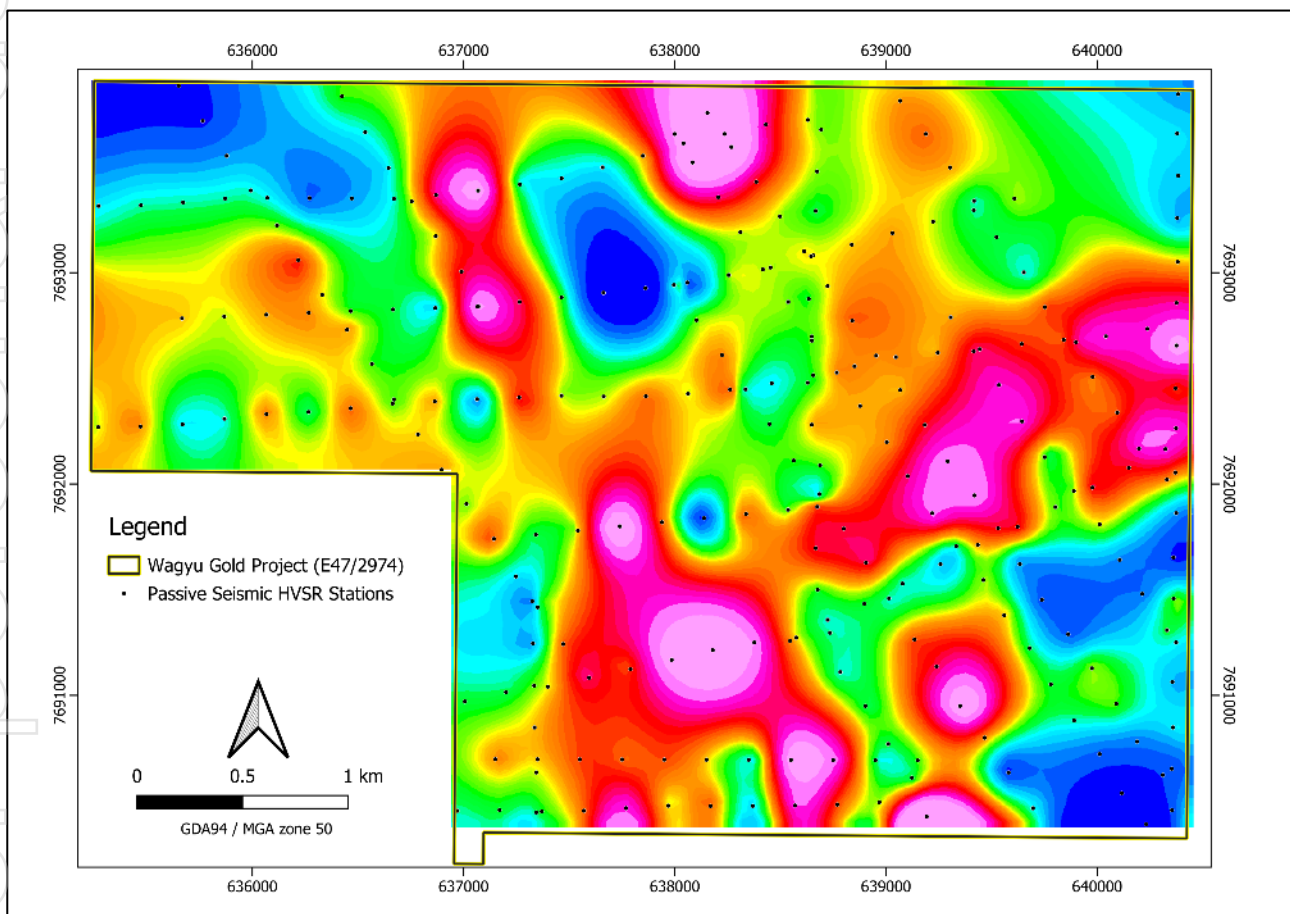 636000 637000 638000 639000 640000
7693000 7693000
7692000 7692000
7691000 7691000
Legend
Wagyu Gold Project (E47/2974)
Passive Seismic HVSR Stations
0 0.5 1 km
GDA94 / MGA zone 50
636000 637000 638000 639000 640000